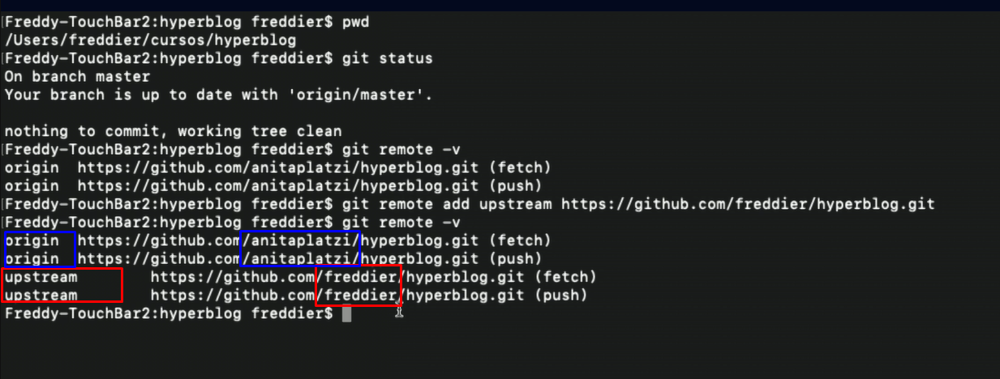 Freddy-TouchBar2:hyperblog freddier$ pwd
/Users/freddier/cursos/hyperblog
Freddy-TouchBar2:hyperblog freddier$ git status
On branch master
Your branch is up to date with 'origin/master'.
nothing to commit, working tree clean
Freddy-TouchBar2:hyperblog freddier$ git remote -v
origin  https://github.com/anitaplatzi/hyperblog.git (fetch)
origin  https://github.com/anitaplatzi/hyperblog.git (push)
Freddy-TouchBar2:hyperblog freddier$ git remote add upstream https://github.com/freddier/hyperblog.git
Freddy-TouchBar2:hyperblog freddier$ git remote -v
origin  https://github.com/anitaplatzi/hyperblog.git (fetch)
origin  https://github.com/anitaplatzi/hyperblog.git (push)
upstream        https://github.com/freddier/hyperblog.git (fetch)
upstream        https://github.com/freddier/hyperblog.git (push)
Freddy-TouchBar2:hyperblog freddier$